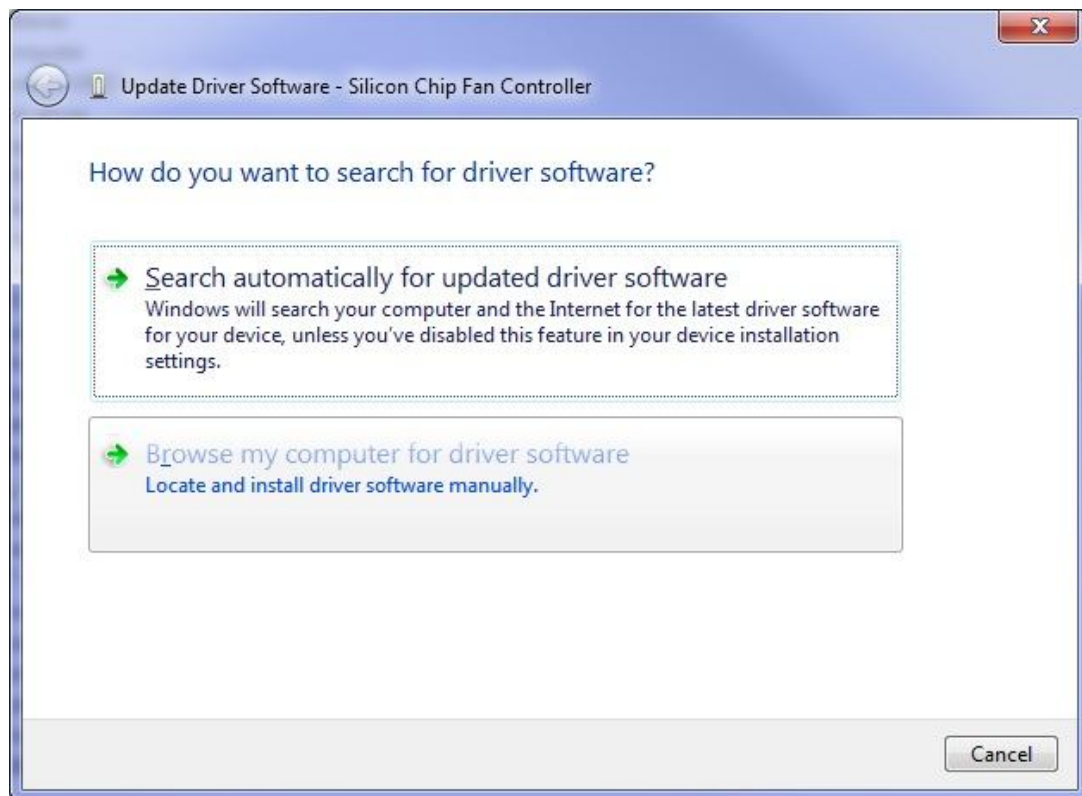 Update Driver Software - Silicon Chip Fan Controller
How do you want to search for driver software?
Search automatically for updated driver software
Windows will search your computer and the Internet for the latest driver software
for your device, unless you've disabled this feature in your device installation
settings.
Browse my computer for driver software
Locate and install driver software manually.
Cancel